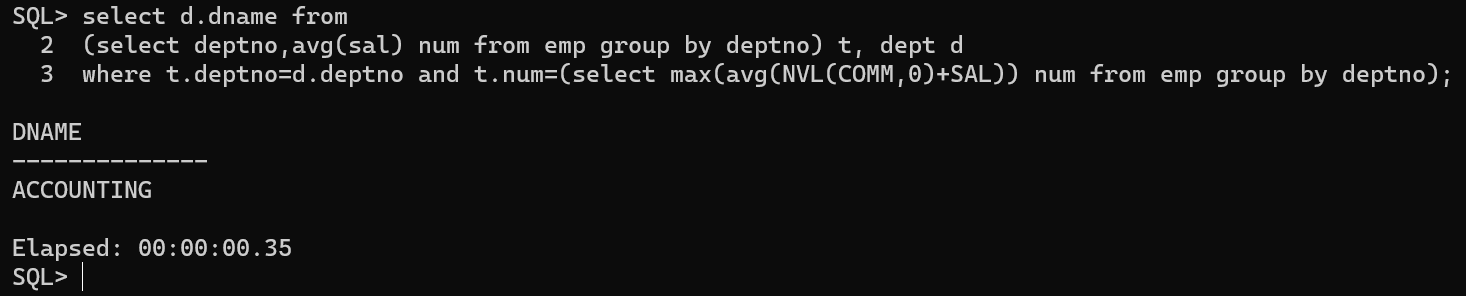 SQL> select d.dname from
  2  (select deptno,avg(sal) num from emp group by deptno) t, dept d
  3  where t.deptno=d.deptno and t.num=(select max(avg(NVL(COMM,0)+SAL)) num from emp group by deptno);
DNAME
--------------
ACCOUNTING
Elapsed: 00:00:00.35
SQL>